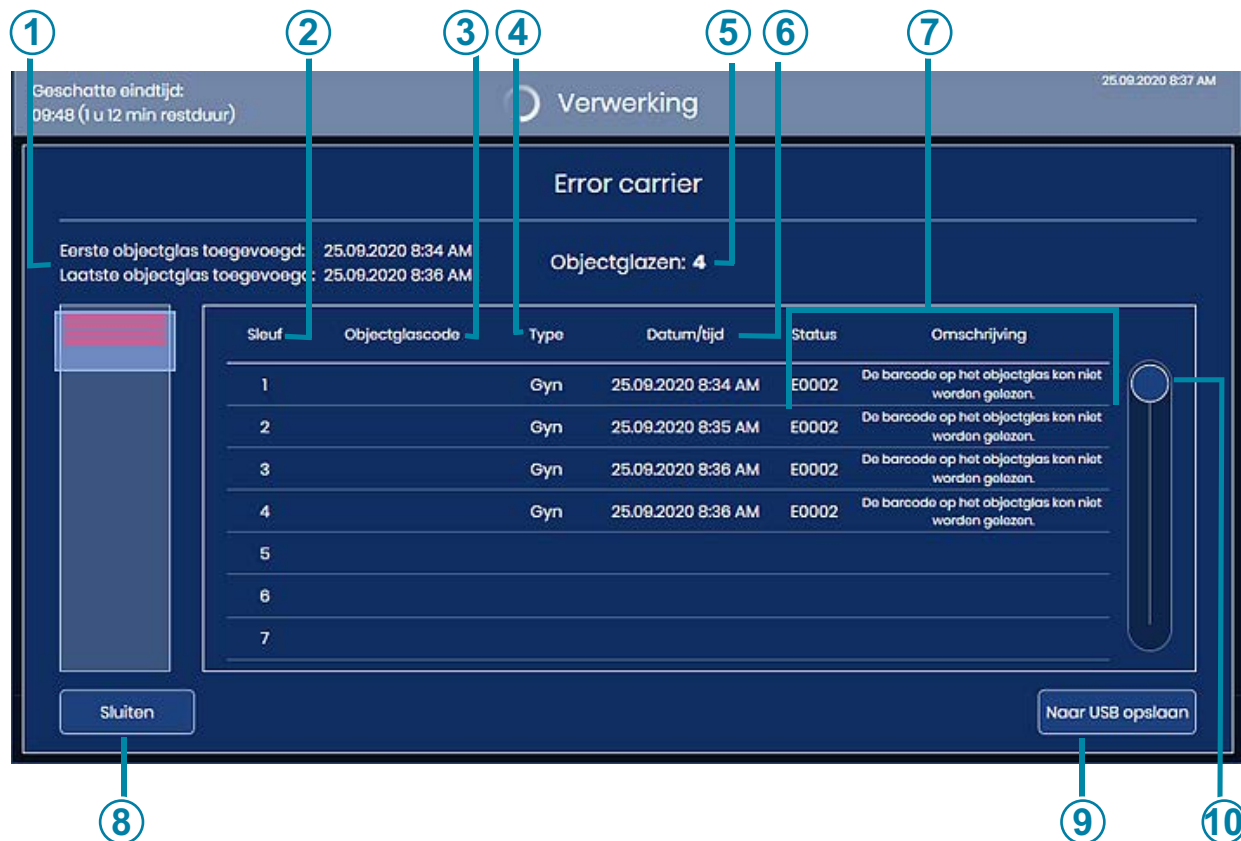 1 2 3 4 5 6 7
Geschatte eindtijd:
09:48 (1 u 12 min restduur)
Verwerking
25.09.2020 8:37 AM
Error carrier
Eerste objectglas toegevoegd: 25.09.2020 8:34 AM
Laatste objectglas toegevoegd: 25.09.2020 8:36 AM
Objectglazen: 4
Sleuf Objectglascode Type Datum/tijd Status Omschrijving
1 Gyn 25.09.2020 8:34 AM E0002 De barcode op het objectglas kon niet
worden gelezen.
2 Gyn 25.09.2020 8:35 AM E0002 De barcode op het objectglas kon niet
worden gelezen.
3 Gyn 25.09.2020 8:36 AM E0002 De barcode op het objectglas kon niet
worden gelezen.
4 Gyn 25.09.2020 8:36 AM E0002 De barcode op het objectglas kon niet
worden gelezen.
5
6
7
Sluiten
Naar USB opslaan
8 9 10